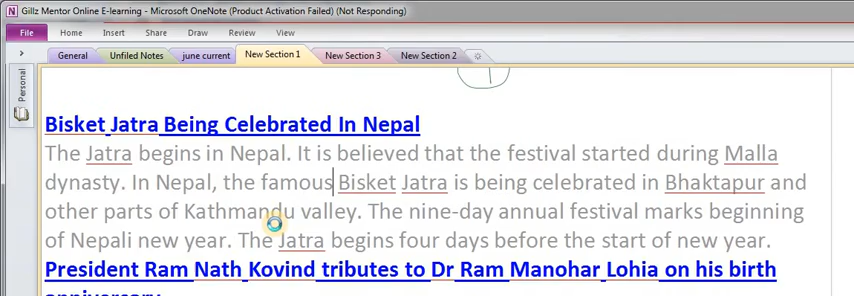 Gillz Mentor Online E-learning - Microsoft OneNote (Product Activation Failed) (Not Responding)
File Home Insert Share Draw Review View
General Unfiled Notes june current New Section 1 New Section 3 New Section 2
Personal
Bisket Jatra Being Celebrated In Nepal
The Jatra begins in Nepal. It is believed that the festival started during Malla
dynasty. In Nepal, the famous Bisket Jatra is being celebrated in Bhaktapur and
other parts of Kathmandu valley. The nine-day annual festival marks beginning
of Nepali new year. The Jatra begins four days before the start of new year.
President Ram Nath Kovind tributes to Dr Ram Manohar Lohia on his birth
anniversary